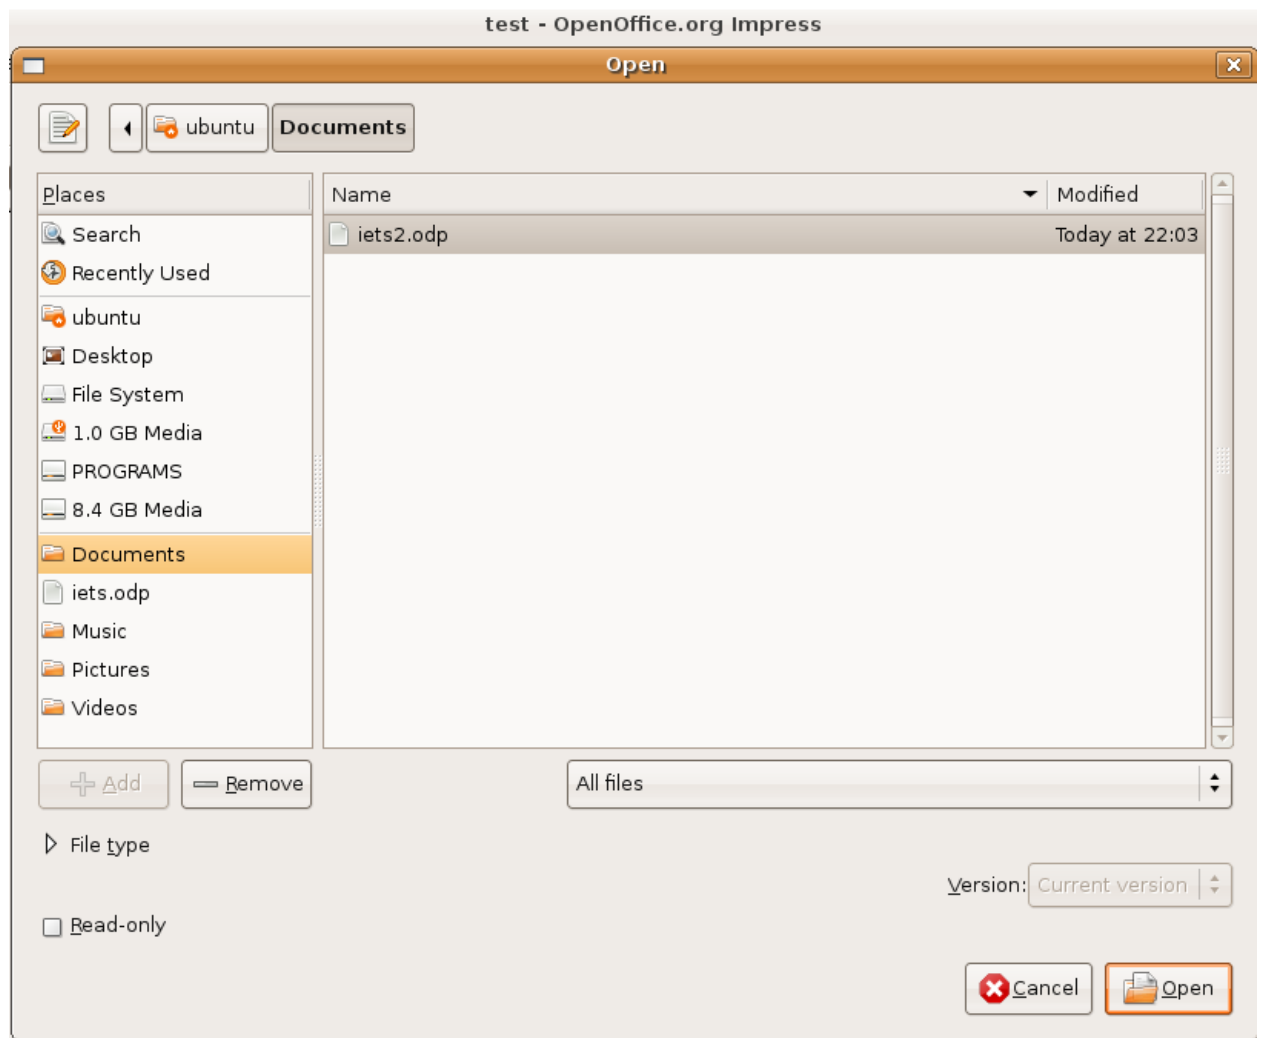 test - OpenOffice.org Impress
Open
ubuntu Documents
Places Name Modified
Search iets2.odp Today at 22:03
Recently Used
ubuntu
Desktop
File System
1.0 GB Media
PROGRAMS
8.4 GB Media
Documents
iets.odp
Music
Pictures
Videos
Add Remove All files
File type
Version: Current version
Read-only
Cancel Open